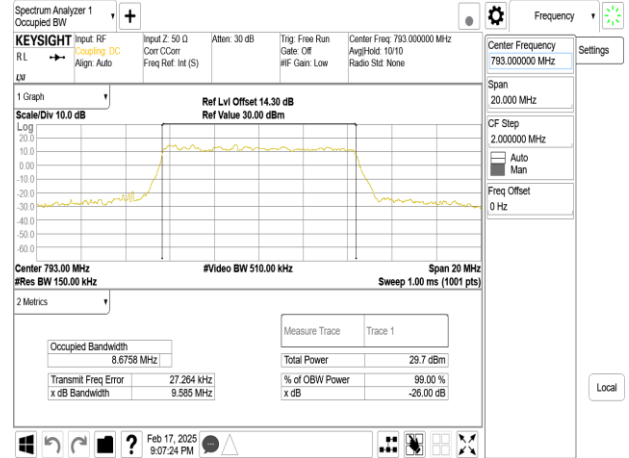 Spectrum Analyzer 1
Occupied BW
Frequency
KEYSIGHT
RL
LXI
Input: RF
Coupling: DC
Align: Auto
Input Z: 50 Ω
Corr CCorr
Freq Ref: Int (S)
Atten: 30 dB
Trig: Free Run
Gate: Off
#IF Gain: Low
Center Freq: 793.000000 MHz
Avg|Hold: 10/10
Radio Std: None
Center Frequency
793.000000 MHz
Settings
Span
20.000 MHz
CF Step
2.000000 MHz
Auto
Man
Freq Offset
0 Hz
Local
1 Graph
Scale/Div 10.0 dB
Ref Lvl Offset 14.30 dB
Ref Value 30.00 dBm
Log
20.0
10.0
0.00
-10.0
-20.0
-30.0
-40.0
-50.0
-60.0
Center 793.00 MHz
#Res BW 150.00 kHz
#Video BW 510.00 kHz
Span 20 MHz
Sweep 1.00 ms (1001 pts)
2 Metrics
Measure Trace Trace 1
Occupied Bandwidth
8.6758 MHz
Total Power 29.7 dBm
Transmit Freq Error 27.264 kHz
% of OBW Power 99.00 %
x dB Bandwidth 9.585 MHz
x dB -26.00 dB
Feb 17, 2025
9:07:24 PM